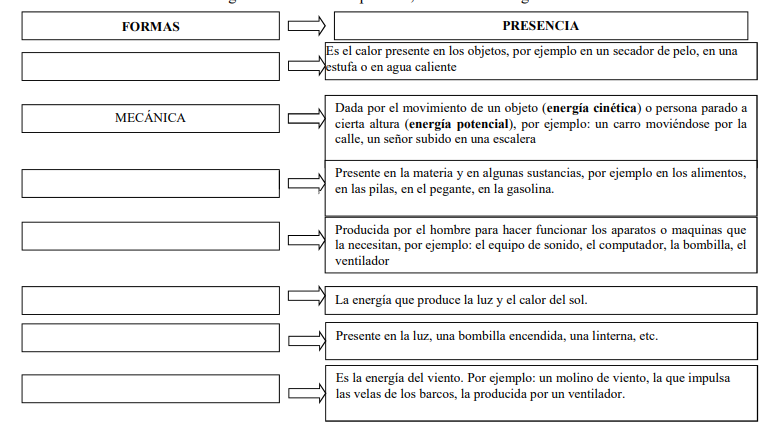 FORMAS
PRESENCIA
Es el calor presente en los objetos, por ejemplo en un secador de pelo, en una
estufa o en agua caliente
MECÁNICA
Dada por el movimiento de un objeto (energía cinética) o persona parado a
cierta altura (energía potencial), por ejemplo: un carro moviéndose por la
calle, un señor subido en una escalera
Presente en la materia y en algunas sustancias, por ejemplo en los alimentos,
en las pilas, en el pegante, en la gasolina.
Producida por el hombre para hacer funcionar los aparatos o maquinas que
la necesitan, por ejemplo: el equipo de sonido, el computador, la bombilla, el
ventilador
La energía que produce la luz y el calor del sol.
Presente en la luz, una bombilla encendida, una linterna, etc.
Es la energía del viento. Por ejemplo: un molino de viento, la que impulsa
las velas de los barcos, la producida por un ventilador.